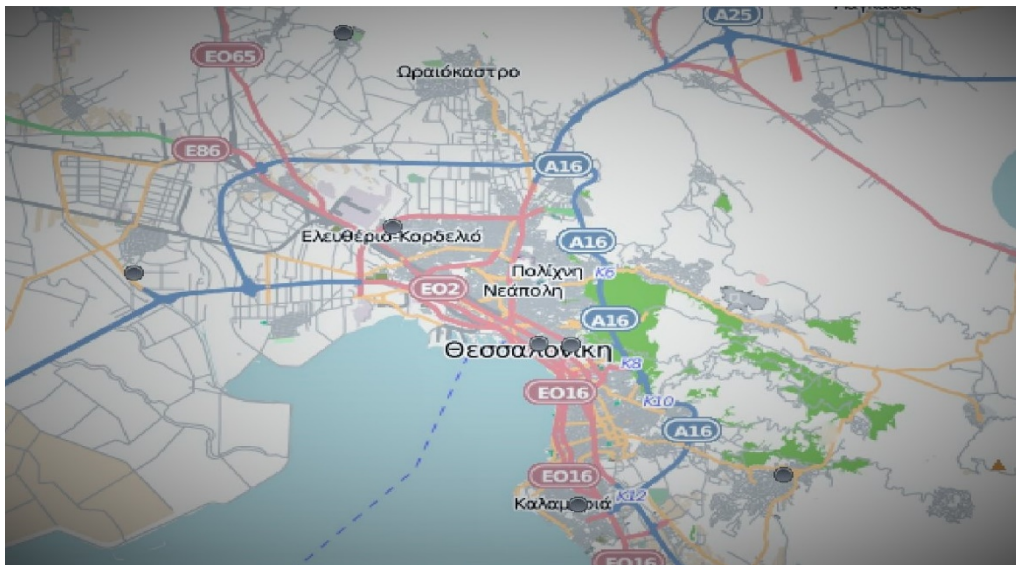 A25
EO65
Ωραιόκαστρο
E86
A16
Ελευθέριο-Κορδελιό
A16
Πολίχνη
K6
EO2
Νεάπολη
A16
Θεσσαλονίκη
K8
EO16
K10
A16
EO16
K12
Καλαμαριά
EO16